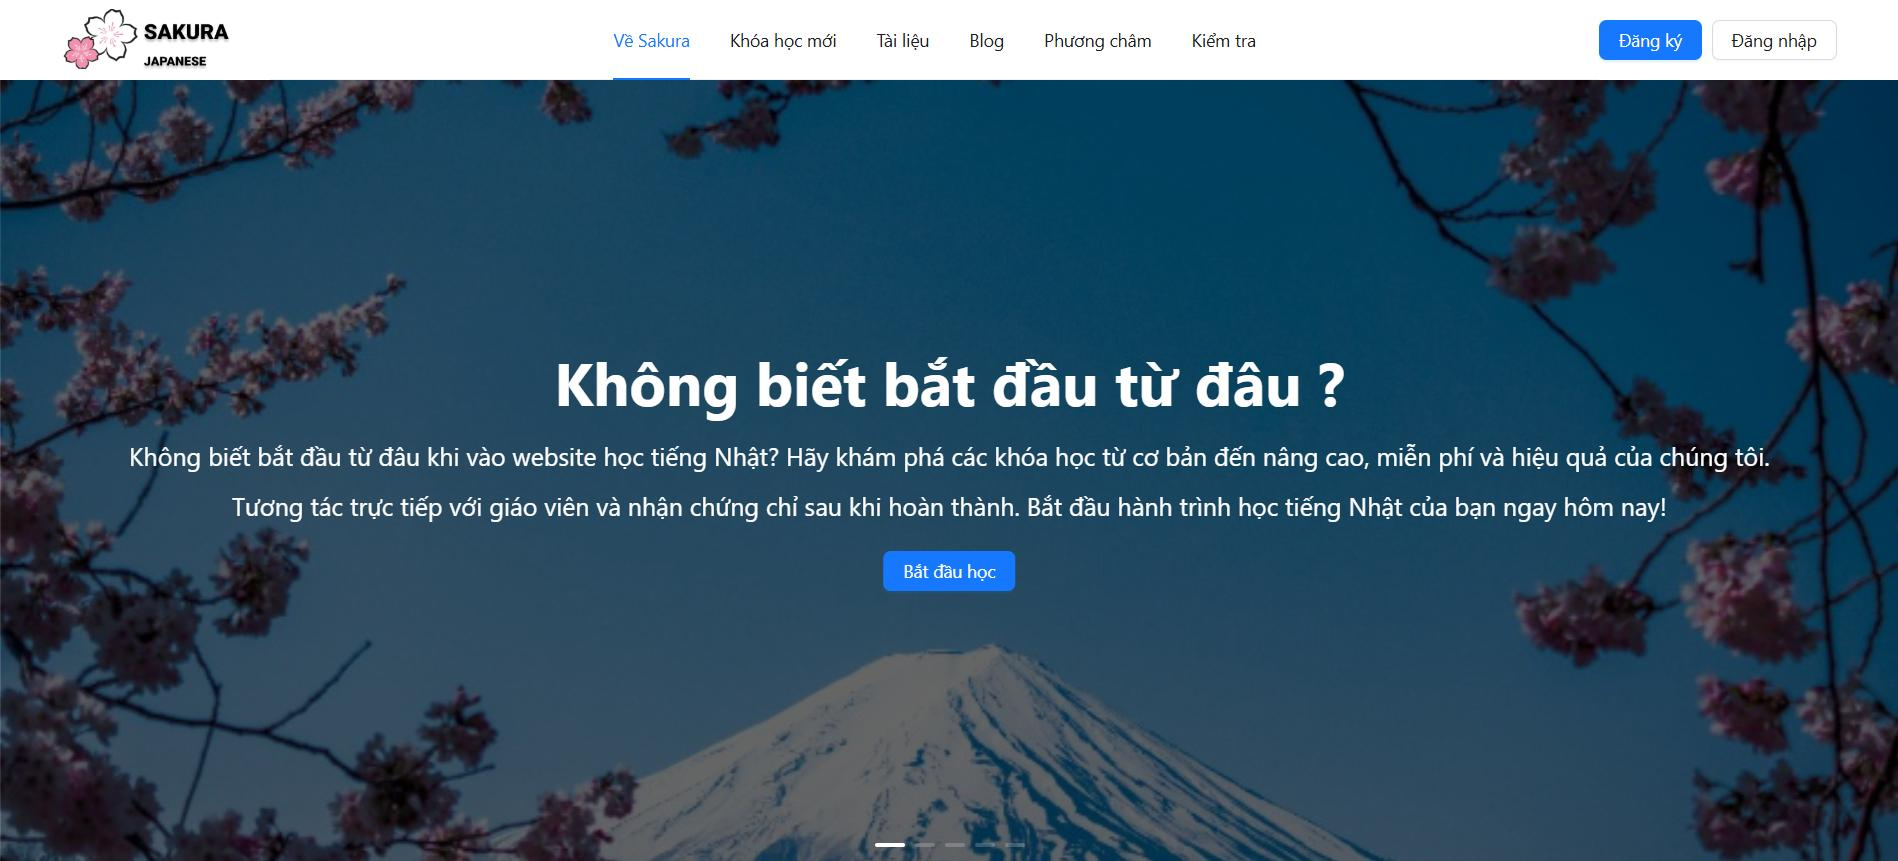 SAKURA
JAPANESE
Về Sakura
Khóa học mới
Tài liệu
Blog
Phương châm
Kiểm tra
Đăng ký
Đăng nhập
Không biết bắt đầu từ đâu ?
Không biết bắt đầu từ đâu khi vào website học tiếng Nhật? Hãy khám phá các khóa học từ cơ bản đến nâng cao, miễn phí và hiệu quả của chúng tôi.
Tương tác trực tiếp với giáo viên và nhận chứng chỉ sau khi hoàn thành. Bắt đầu hành trình học tiếng Nhật của bạn ngay hôm nay!
Bắt đầu học